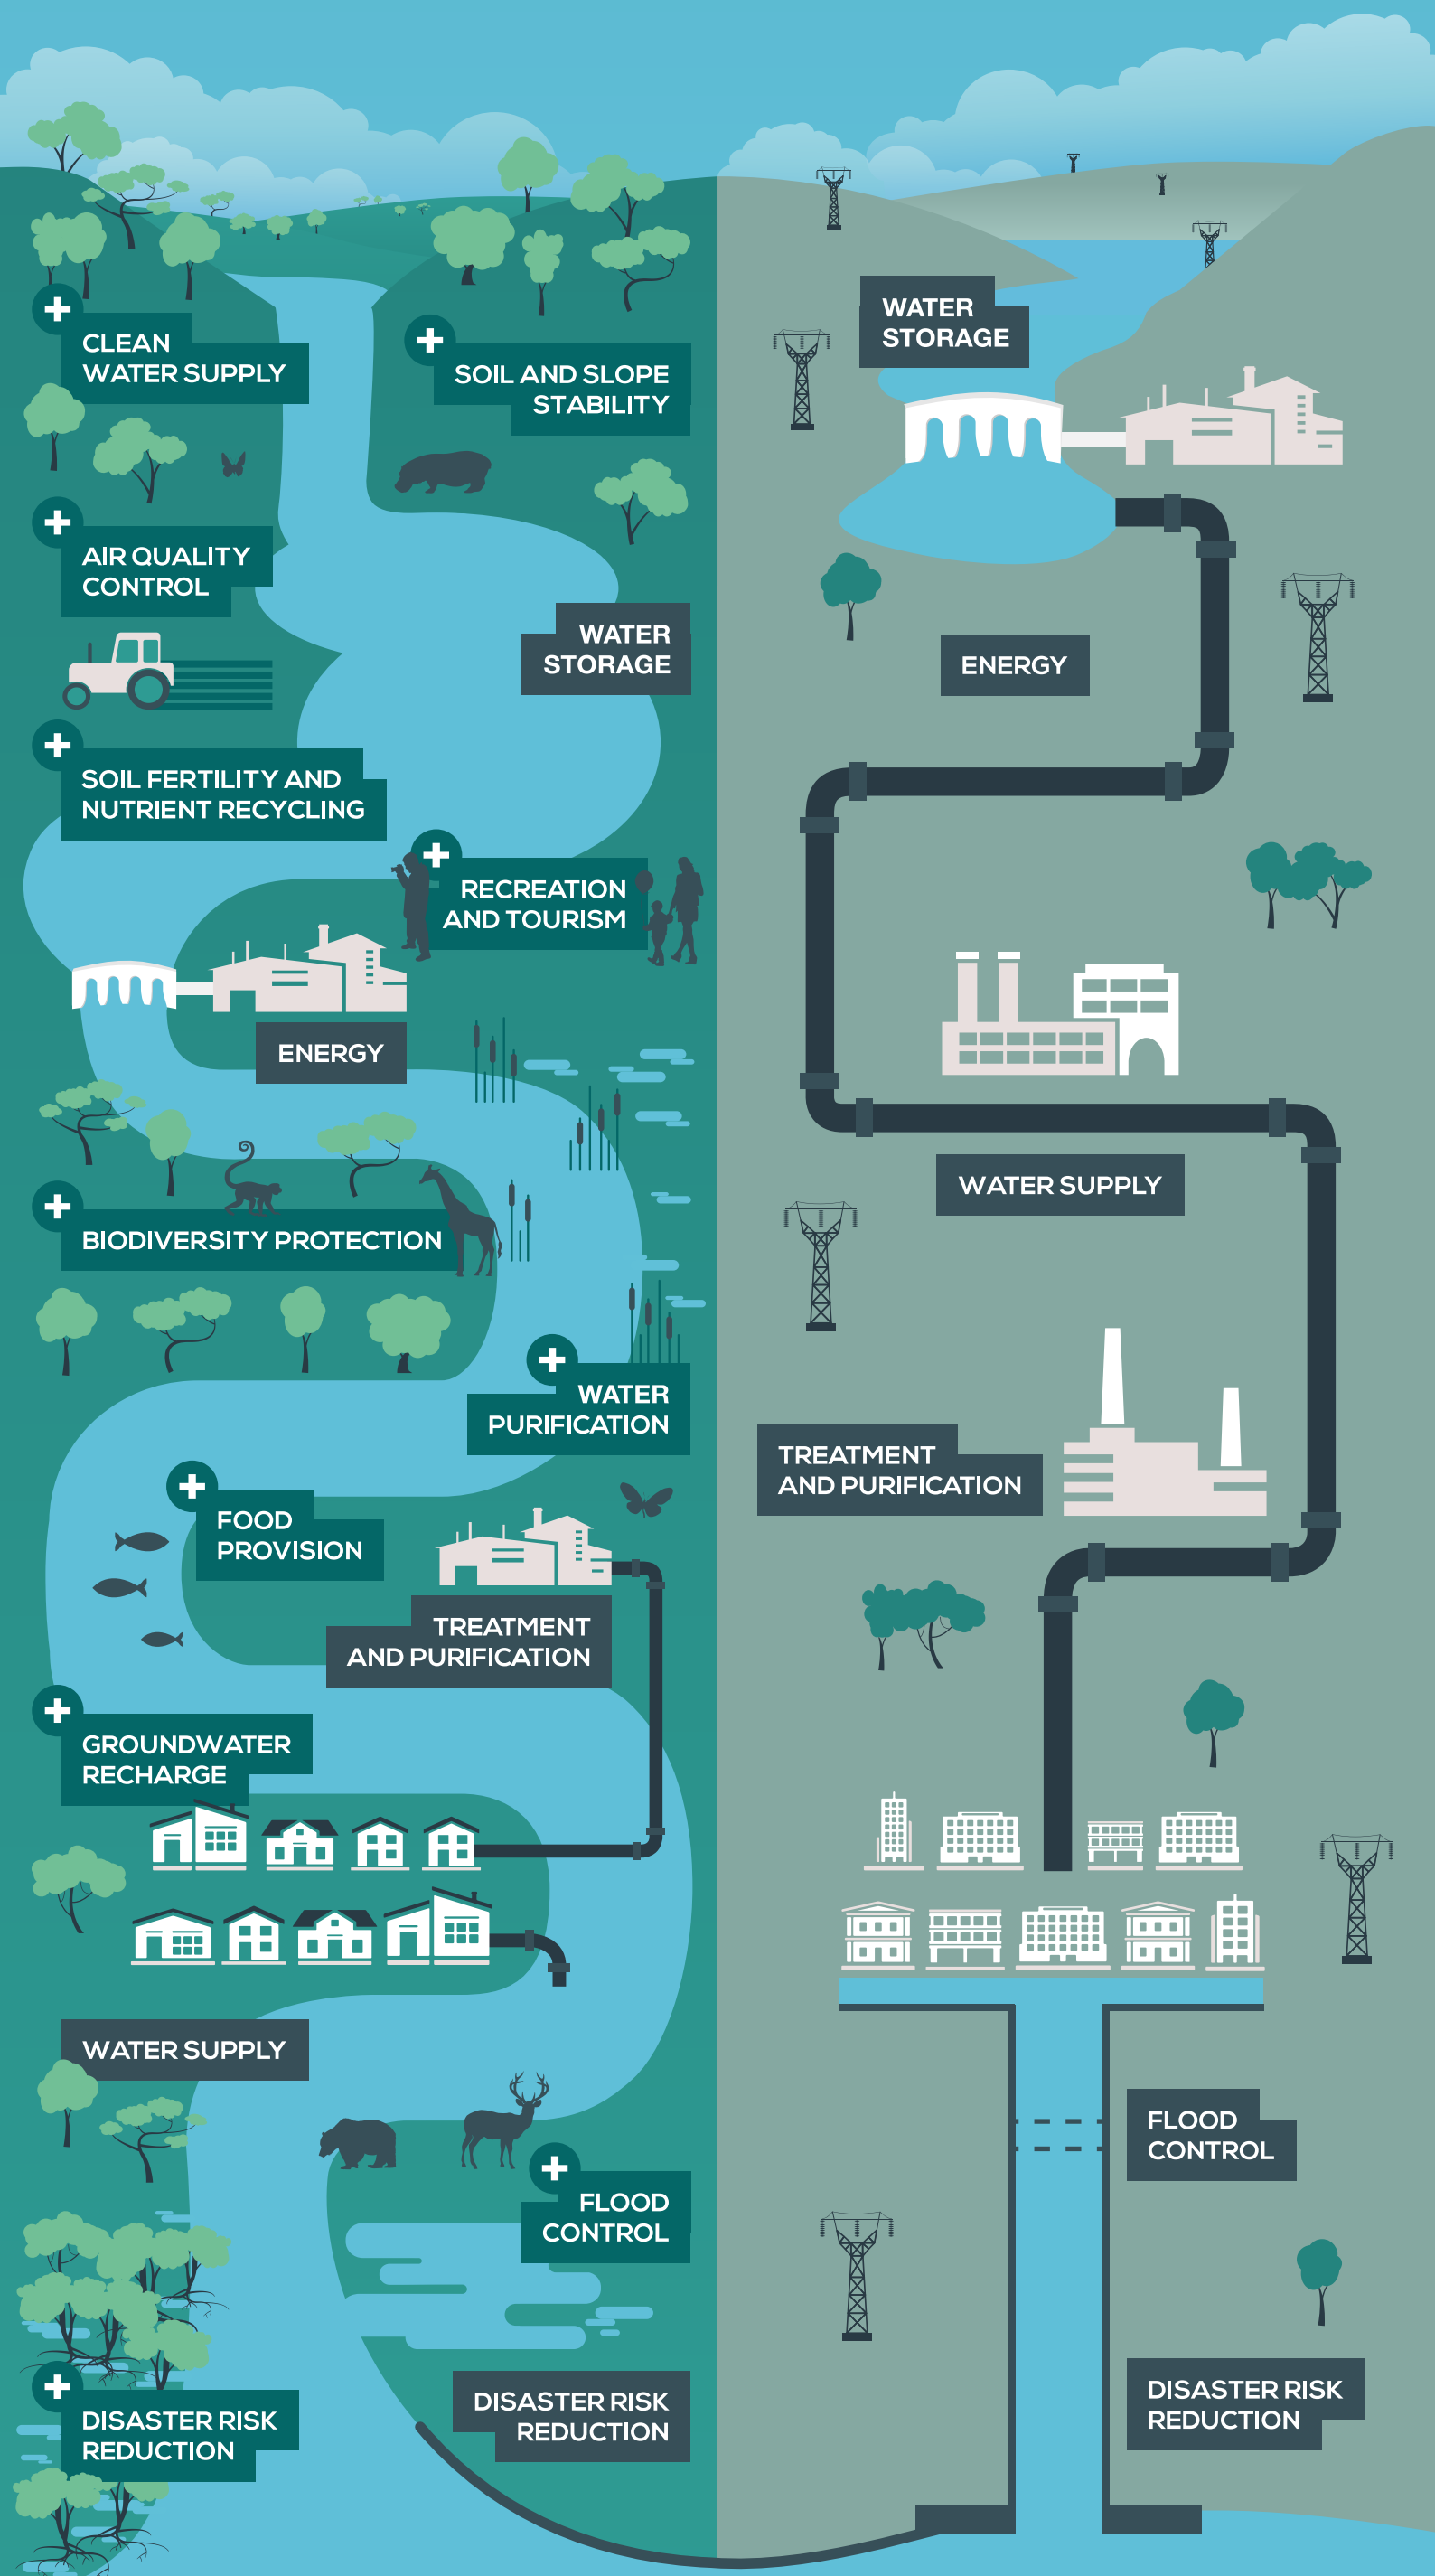 CLEAN
WATER SUPPLY
SOIL AND SLOPE
STABILITY
AIR QUALITY
CONTROL
WATER
STORAGE
SOIL FERTILITY AND
NUTRIENT RECYCLING
RECREATION
AND TOURISM
ENERGY
BIODIVERSITY PROTECTION
WATER
PURIFICATION
FOOD
PROVISION
TREATMENT
AND PURIFICATION
GROUNDWATER
RECHARGE
WATER SUPPLY
FLOOD
CONTROL
DISASTER RISK
REDUCTION
DISASTER RISK
REDUCTION
WATER
STORAGE
ENERGY
WATER SUPPLY
TREATMENT
AND PURIFICATION
FLOOD
CONTROL
DISASTER RISK
REDUCTION